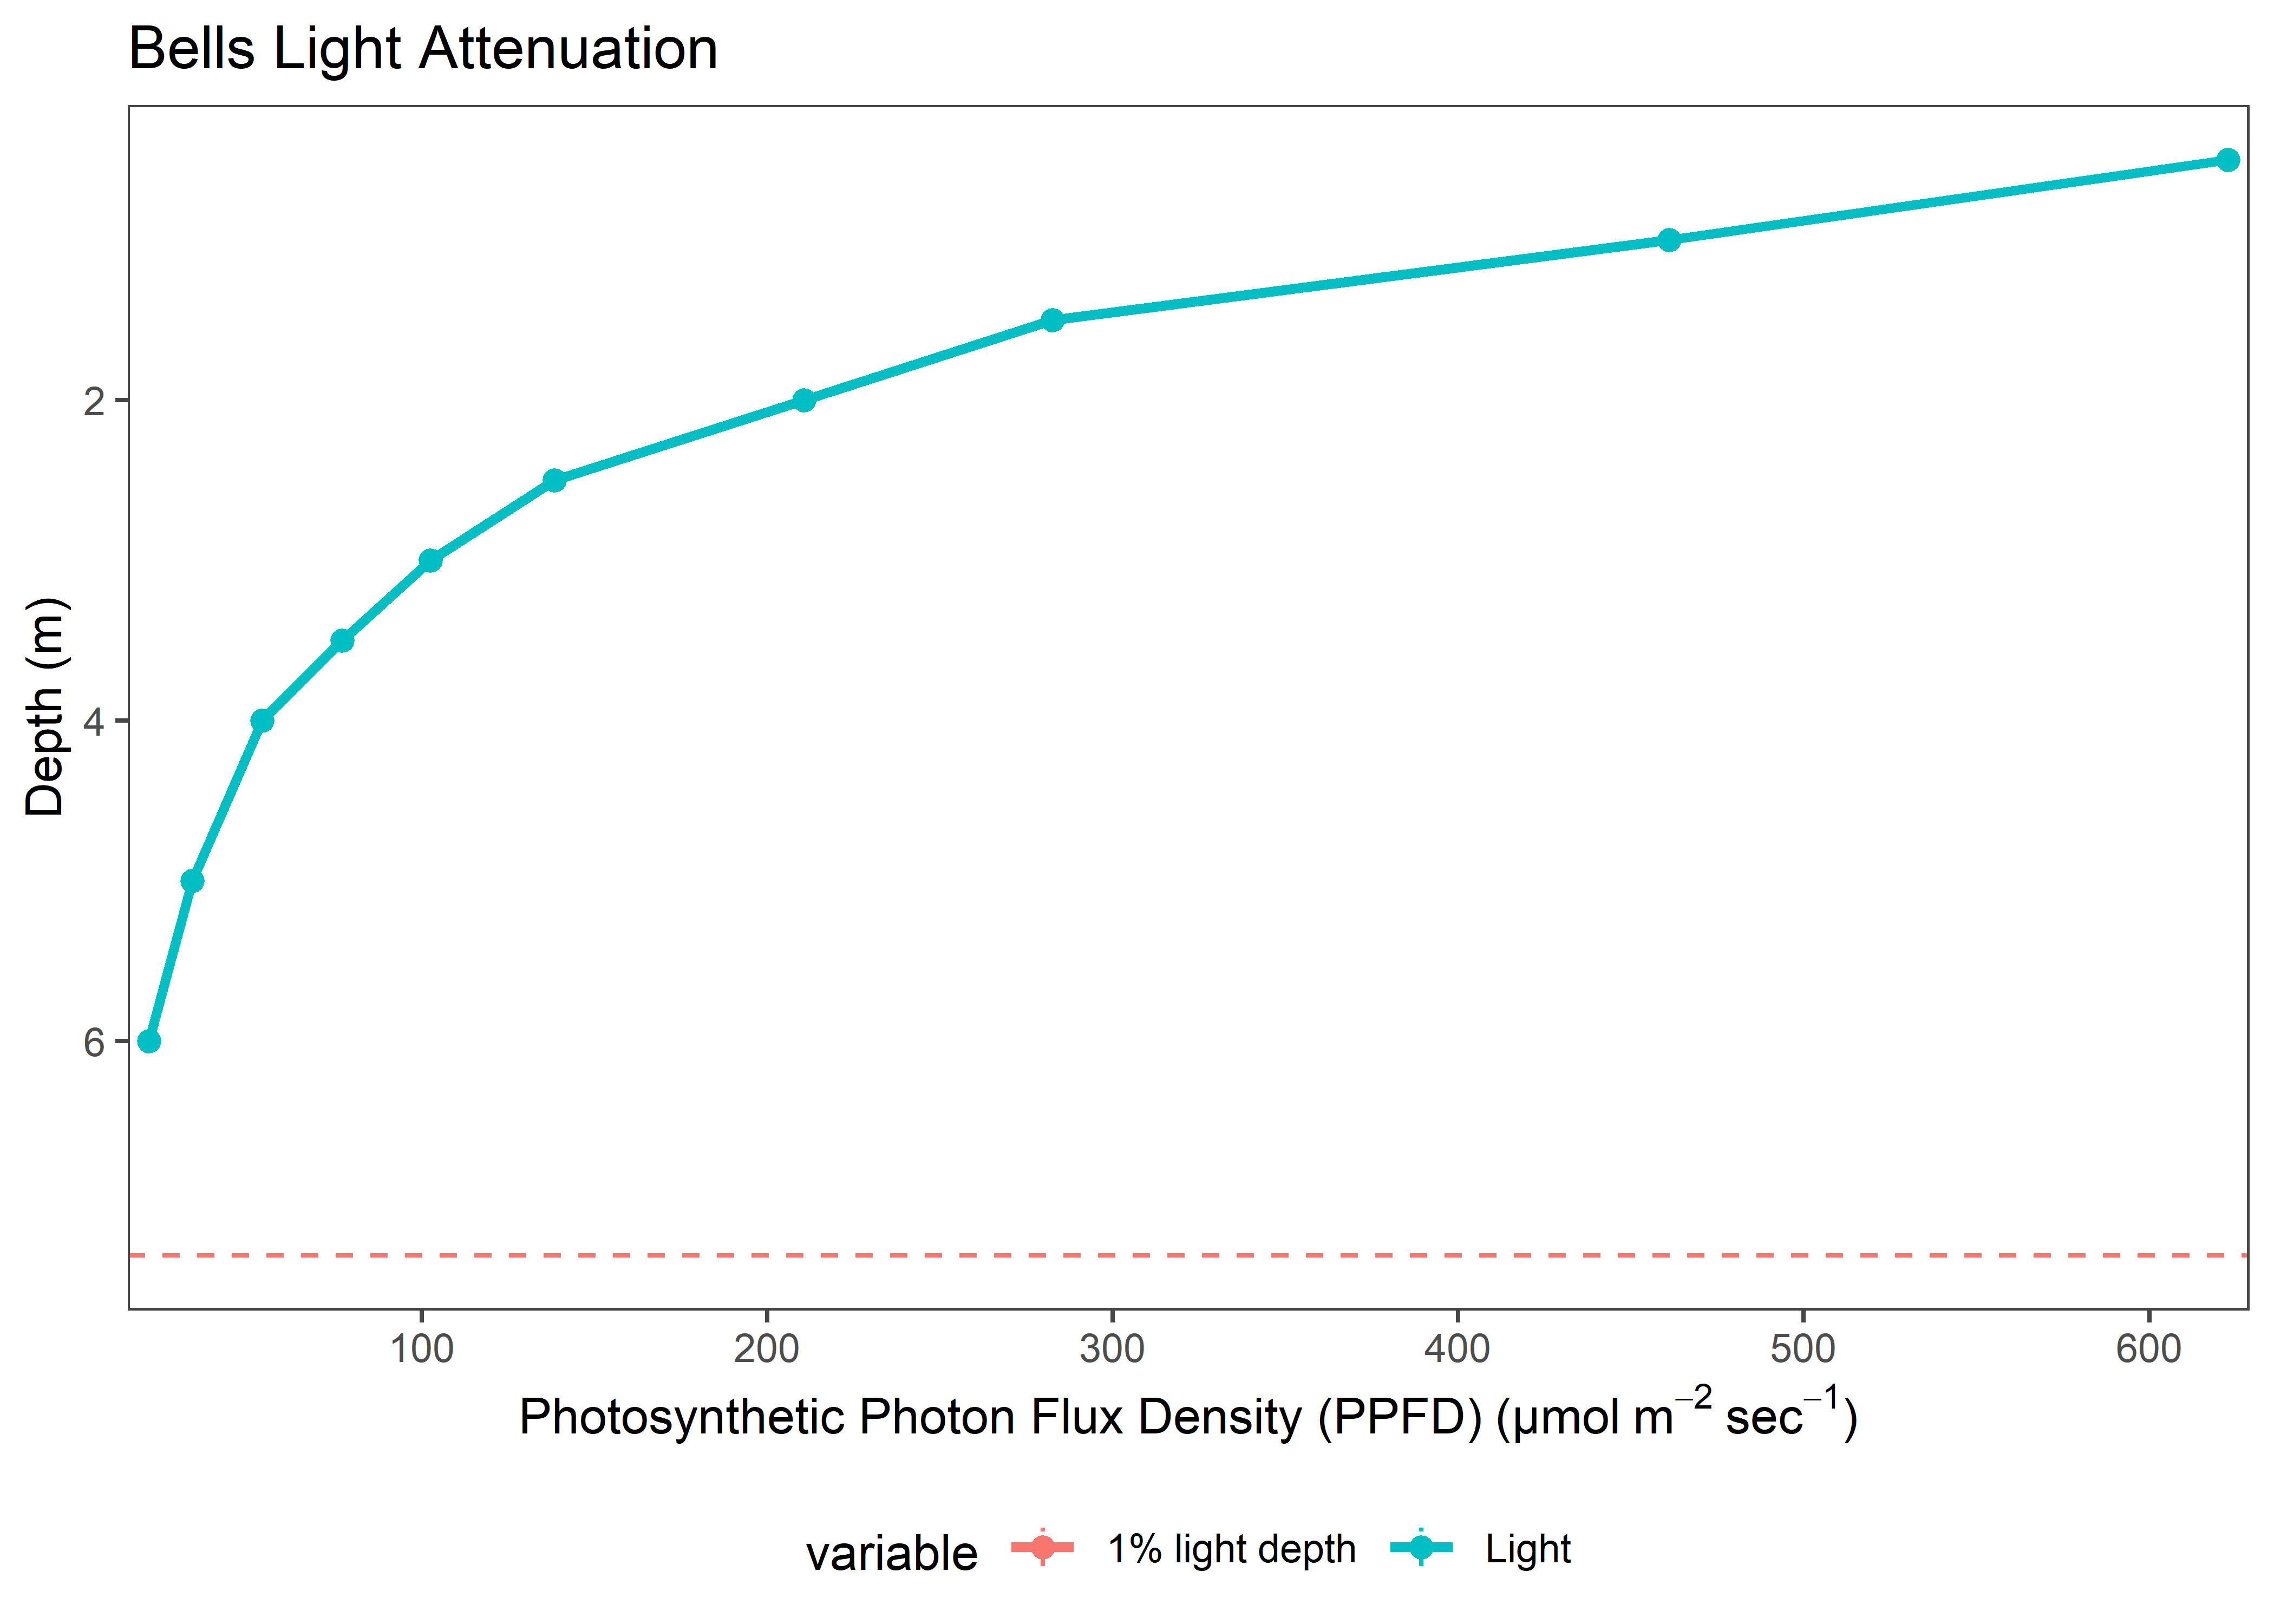 Bells Light Attenuation
Depth (m)
2
4
6
100 200 300 400 500 600
Photosynthetic Photon Flux Density (PPFD) (µmol m⁻² sec⁻¹)
variable 1% light depth Light